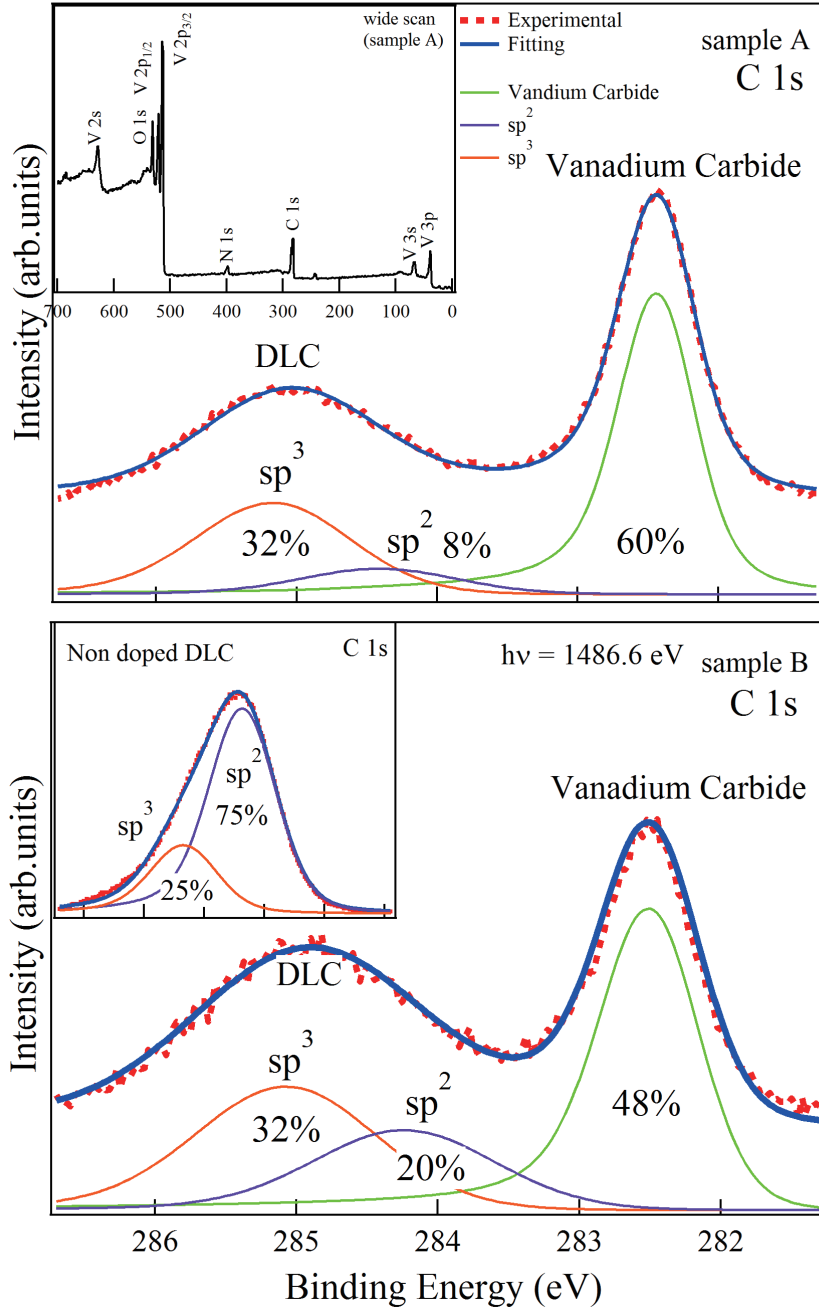 wide scan
(sample A)
V 2s
O 1s
V 2p1/2
V 2p3/2
N 1s
C 1s
V 3s
V 3p
700 600 500 400 300 200 100 0
Experimental
Fitting
Vandium Carbide
sp2
sp3
sample A
C 1s
Vanadium Carbide
DLC
sp3
32%
sp2
8%
60%
Intensity (arb.units)
Non doped DLC
C 1s
sp3
25%
sp2
75%
hν = 1486.6 eV
sample B
C 1s
Vanadium Carbide
DLC
sp3
32%
sp2
20%
48%
Intensity (arb.units)
286 285 284 283 282
Binding Energy (eV)